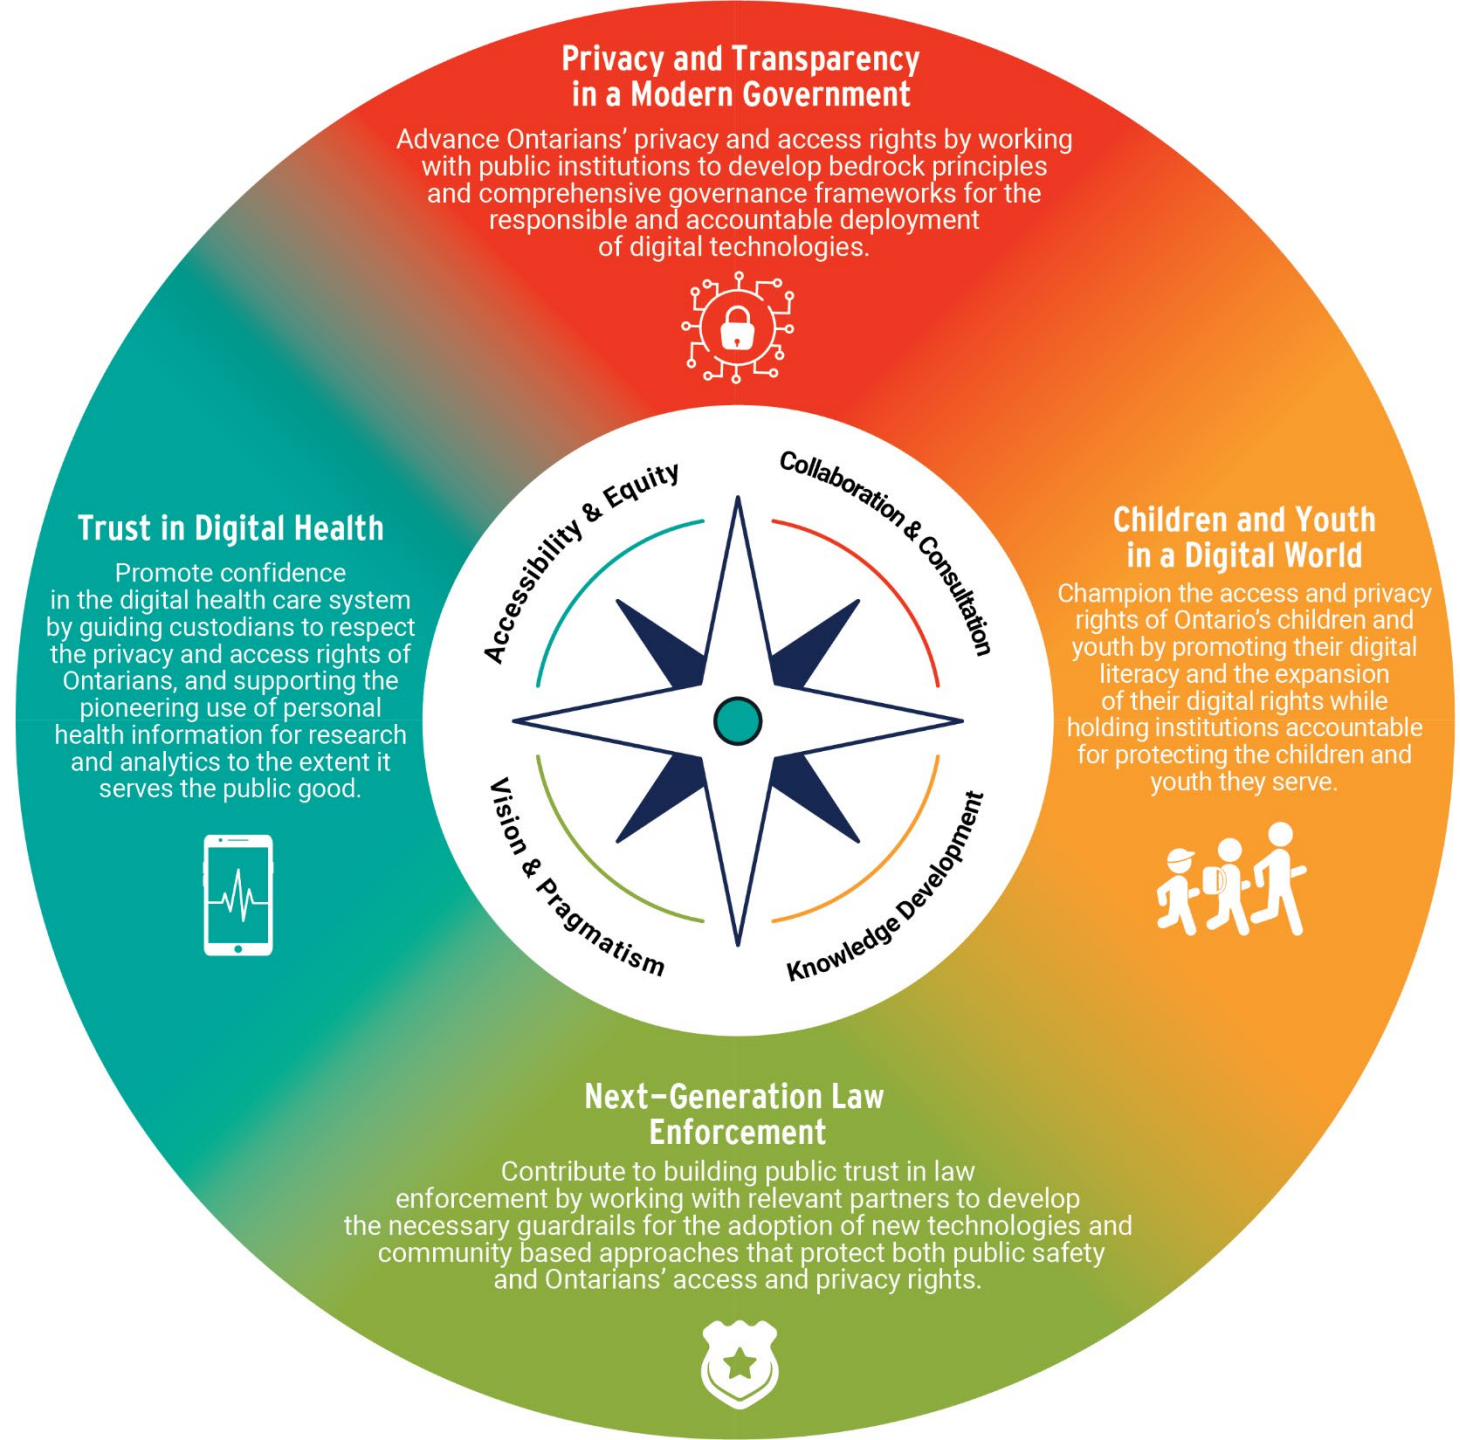 Privacy and Transparency
in a Modern Government
Advance Ontarians’ privacy and access rights by working
with public institutions to develop bedrock principles
and comprehensive governance frameworks for the
responsible and accountable deployment
of digital technologies.
Accessibility & Equity
Collaboration & Consultation
Trust in Digital Health
Promote confidence
in the digital health care system
by guiding custodians to respect
the privacy and access rights of
Ontarians, and supporting the
pioneering use of personal
health information for research
and analytics to the extent it
serves the public good.
Children and Youth
in a Digital World
Champion the access and privacy
rights of Ontario’s children and
youth by promoting their digital
literacy and the expansion
of their digital rights while
holding institutions accountable
for protecting the children and
youth they serve.
Vision & Pragmatism
Knowledge Development
Next–Generation Law
Enforcement
Contribute to building public trust in law
enforcement by working with relevant partners to develop
the necessary guardrails for the adoption of new technologies and
community based approaches that protect both public safety
and Ontarians’ access and privacy rights.